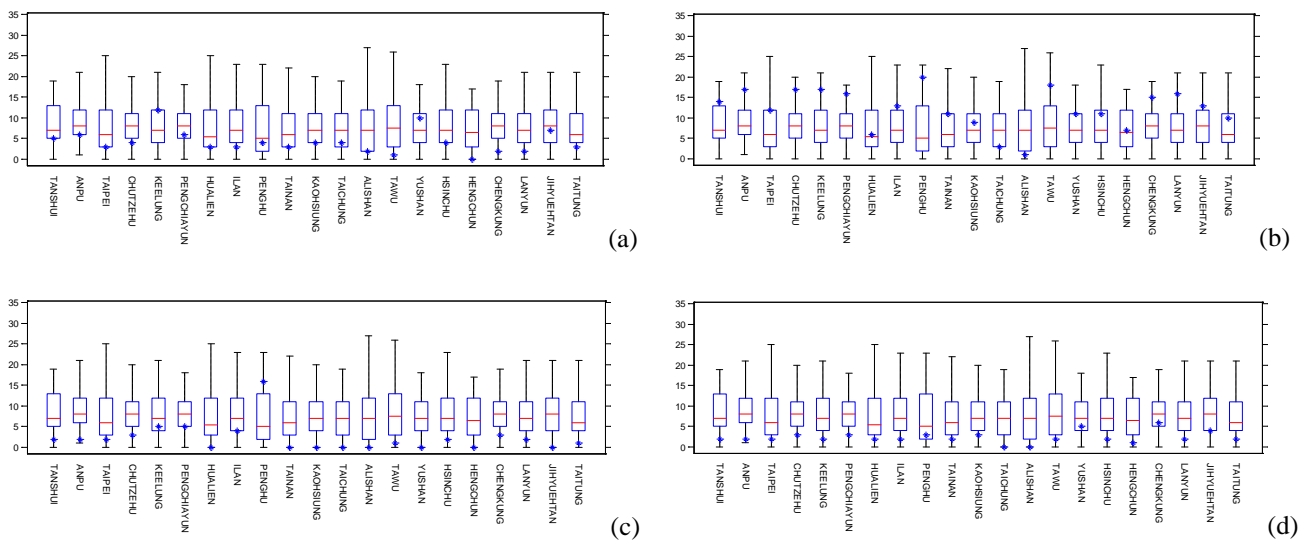 35
30
25
20
15
10
5
0
TANSHUI
ANPU
TAIPEI
CHUTZEHU
KEELUNG
PENGCHIAYUN
HUALIEN
ILAN
PENGHU
TAINAN
KAOHSIUNG
TAICHUNG
ALISHAN
TAWU
YUSHAN
HSINCHU
HENGCHUN
CHENGKUNG
LANYUN
JIHYUEHTAN
TAITUNG
(a)
35
30
25
20
15
10
5
0
TANSHUI
ANPU
TAIPEI
CHUTZEHU
KEELUNG
PENGCHIAYUN
HUALIEN
ILAN
PENGHU
TAINAN
KAOHSIUNG
TAICHUNG
ALISHAN
TAWU
YUSHAN
HSINCHU
HENGCHUN
CHENGKUNG
LANYUN
JIHYUEHTAN
TAITUNG
(b)
35
30
25
20
15
10
5
0
TANSHUI
ANPU
TAIPEI
CHUTZEHU
KEELUNG
PENGCHIAYUN
HUALIEN
ILAN
PENGHU
TAINAN
KAOHSIUNG
TAICHUNG
ALISHAN
TAWU
YUSHAN
HSINCHU
HENGCHUN
CHENGKUNG
LANYUN
JIHYUEHTAN
TAITUNG
(c)
35
30
25
20
15
10
5
0
TANSHUI
ANPU
TAIPEI
CHUTZEHU
KEELUNG
PENGCHIAYUN
HUALIEN
ILAN
PENGHU
TAINAN
KAOHSIUNG
TAICHUNG
ALISHAN
TAWU
YUSHAN
HSINCHU
HENGCHUN
CHENGKUNG
LANYUN
JIHYUEHTAN
TAITUNG
(d)